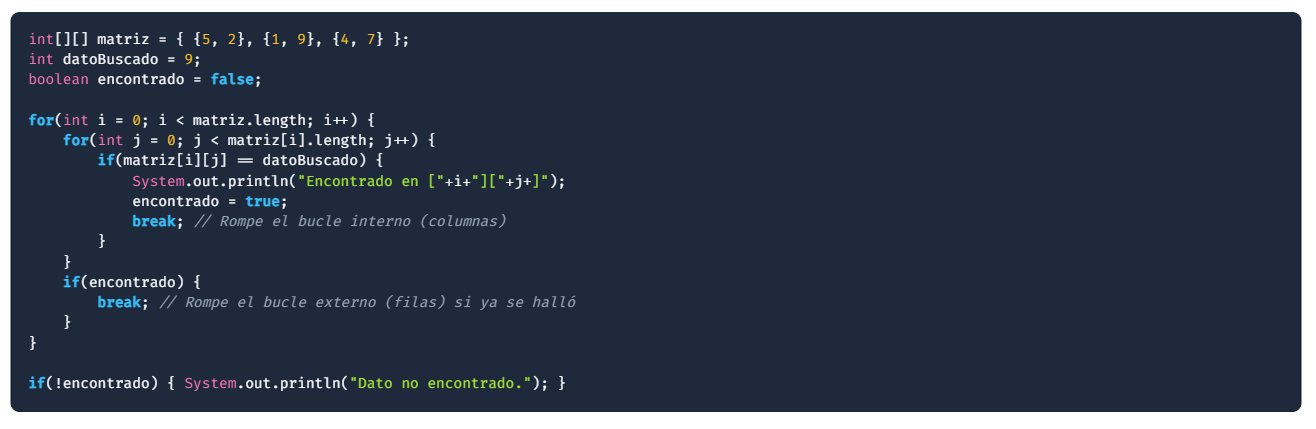 int[][] matriz = { {5, 2}, {1, 9}, {4, 7} };
int datoBuscado = 9;
boolean encontrado = false;

for(int i = 0; i < matriz.length; i++) {
    for(int j = 0; j < matriz[i].length; j++) {
        if(matriz[i][j] == datoBuscado) {
            System.out.println("Encontrado en ["+i+"]["+j+]");
            encontrado = true;
            break; // Rompe el bucle interno (columnas)
        }
    }
    if(encontrado) {
        break; // Rompe el bucle externo (filas) si ya se halló
    }
}

if(!encontrado) { System.out.println("Dato no encontrado."); }